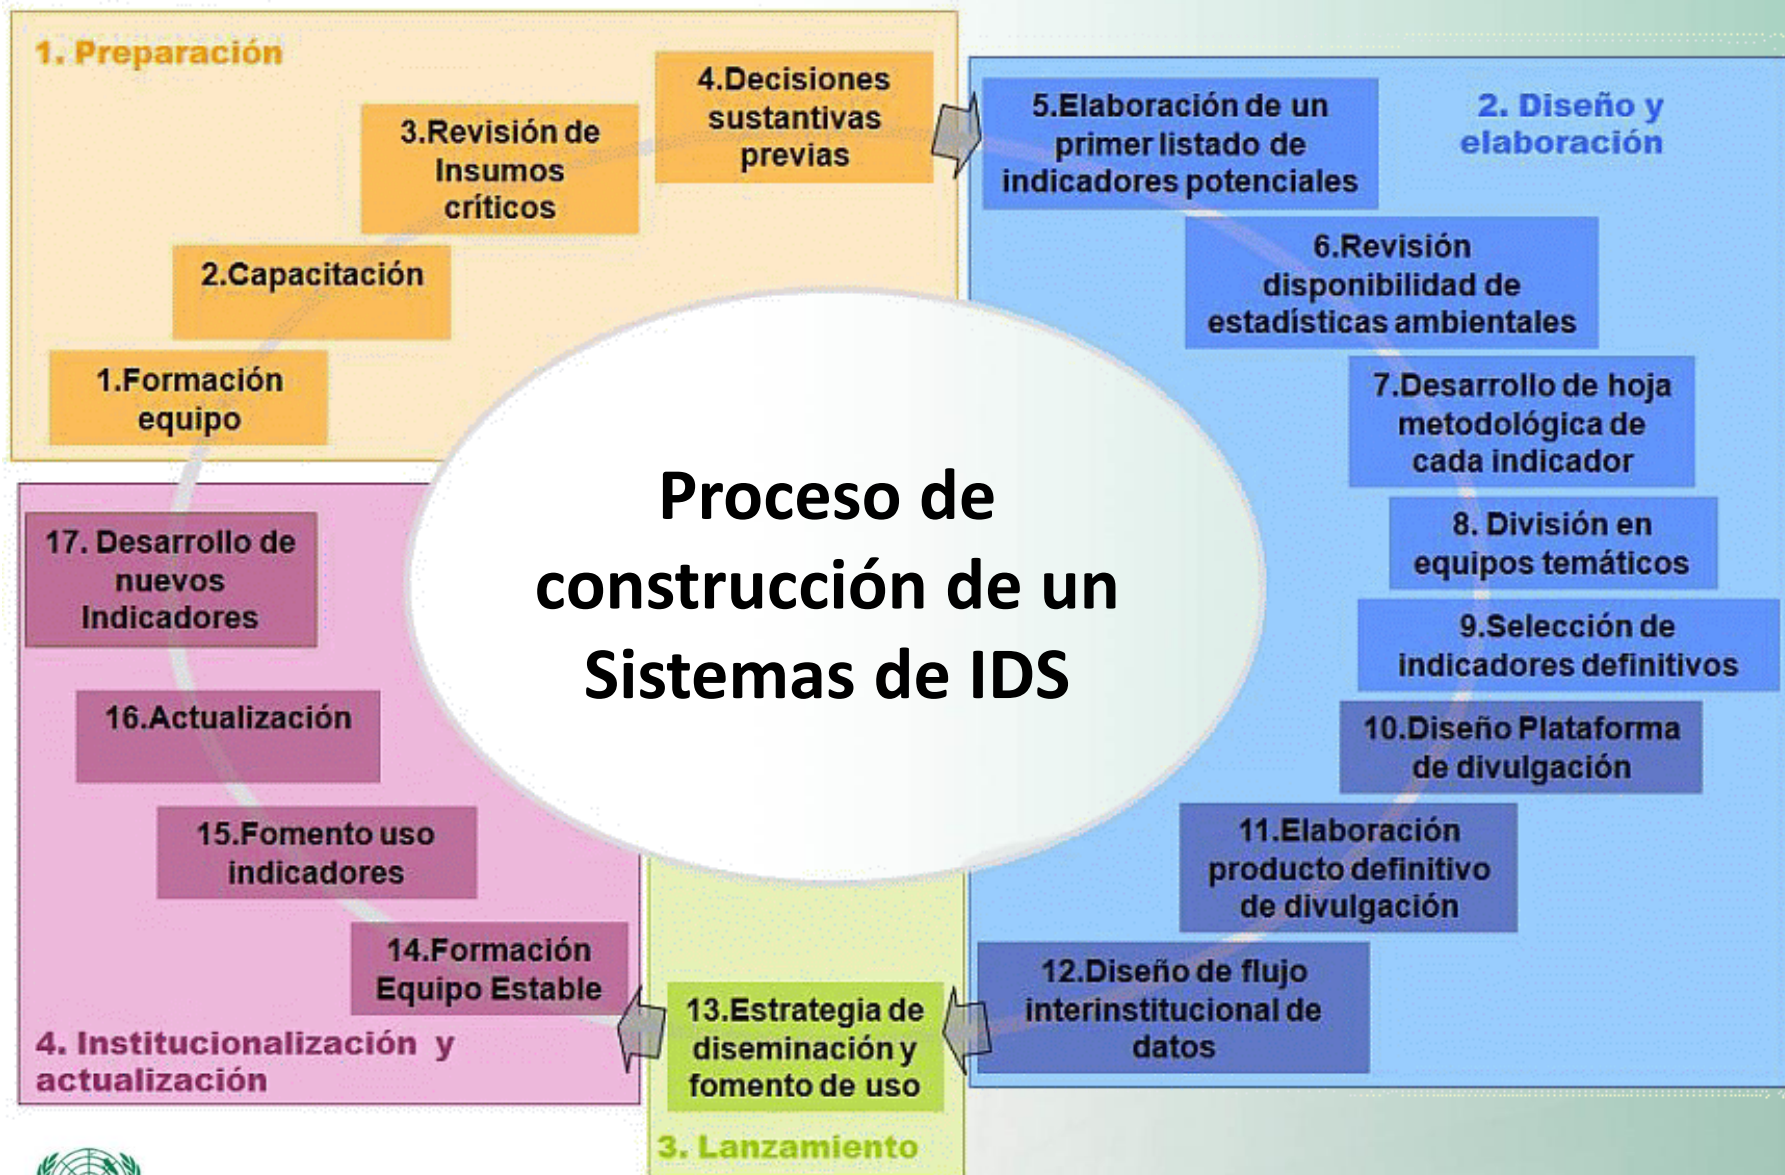 1. Preparación
1.Formación
equipo
2.Capacitación
3.Revisión de
Insumos
críticos
4.Decisiones
sustantivas
previas
2. Diseño y
elaboración
5.Elaboración de un
primer listado de
indicadores potenciales
6.Revisión
disponibilidad de
estadísticas ambientales
7.Desarrollo de hoja
metodológica de
cada indicador
8. División en
equipos temáticos
9.Selección de
indicadores definitivos
10.Diseño Plataforma
de divulgación
11.Elaboración
producto definitivo
de divulgación
12.Diseño de flujo
interinstitucional de
datos
13.Estrategia de
diseminación y
fomento de uso
3. Lanzamiento
14.Formación
Equipo Estable
15.Fomento uso
indicadores
16.Actualización
17. Desarrollo de
nuevos
Indicadores
4. Institucionalización y
actualización
Proceso de
construcción de un
Sistemas de IDS